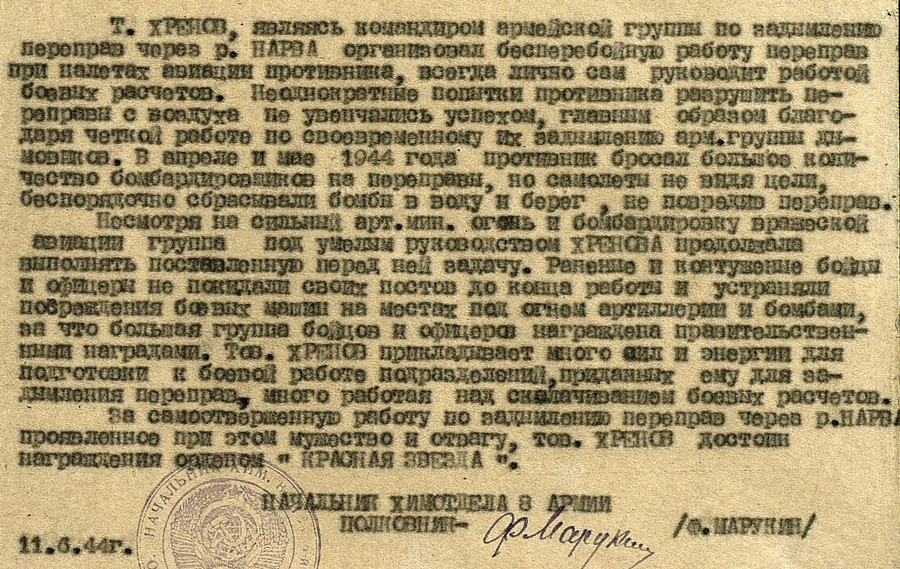 Т. ХРЕНОВ, являясь командиром армейской группы по задымлению
переправ через р. НАРВА организовал бесперебойную работу переправ
при налетах авиации противника, всегда лично сам руководит работой
боевых расчетов. Неоднократные попытки противника разрушить пе-
реправы с воздуха не увенчались успехом, главным образом благо-
даря четкой работе по своевременному их задымлению арм.группы ды-
мовиков. В апреле и мае 1944 года противник бросал большое коли-
чество бомбардировщиков на переправы, но самолеты не видя цели,
беспорядочно сбрасывали бомбы в воду и берег , не повредив переправ.
Несмотря на сильный арт.мин. огонь и бомбардировку вражеской
авиации группа под умелым руководством ХРЕНОВА продолжала
выполнять поставленную перед ней задачу. Раненые и контуженые бойцы
и офицеры не покидали своих постов до конца работы и устраняли
повреждения боевых машин на местах под огнем артиллерии и бомбами,
за что большая группа бойцов и офицеров награждена правительствен-
ными наградами. Тов. ХРЕНОВ прикладывает много сил и энергии для
подготовки к боевой работе подразделений,приданных ему для за-
дымления переправ, много работая над сколачиванием боевых расчетов.
За самоотверженную работу по задымлению переправ через р.НАРВА
проявленное при этом мужество и отвагу, тов. ХРЕНОВ достоин
награждения орденом " КРАСНАЯ ЗВЕЗДА ".
НАЧАЛЬНИК ХИМОТДЕЛА 8 АРМИИ
ПОЛКОВНИК- ФМарукин /Ф.МАРУКИН/
11.6.44г.
НАЧАЛЬНИК ХИМ.